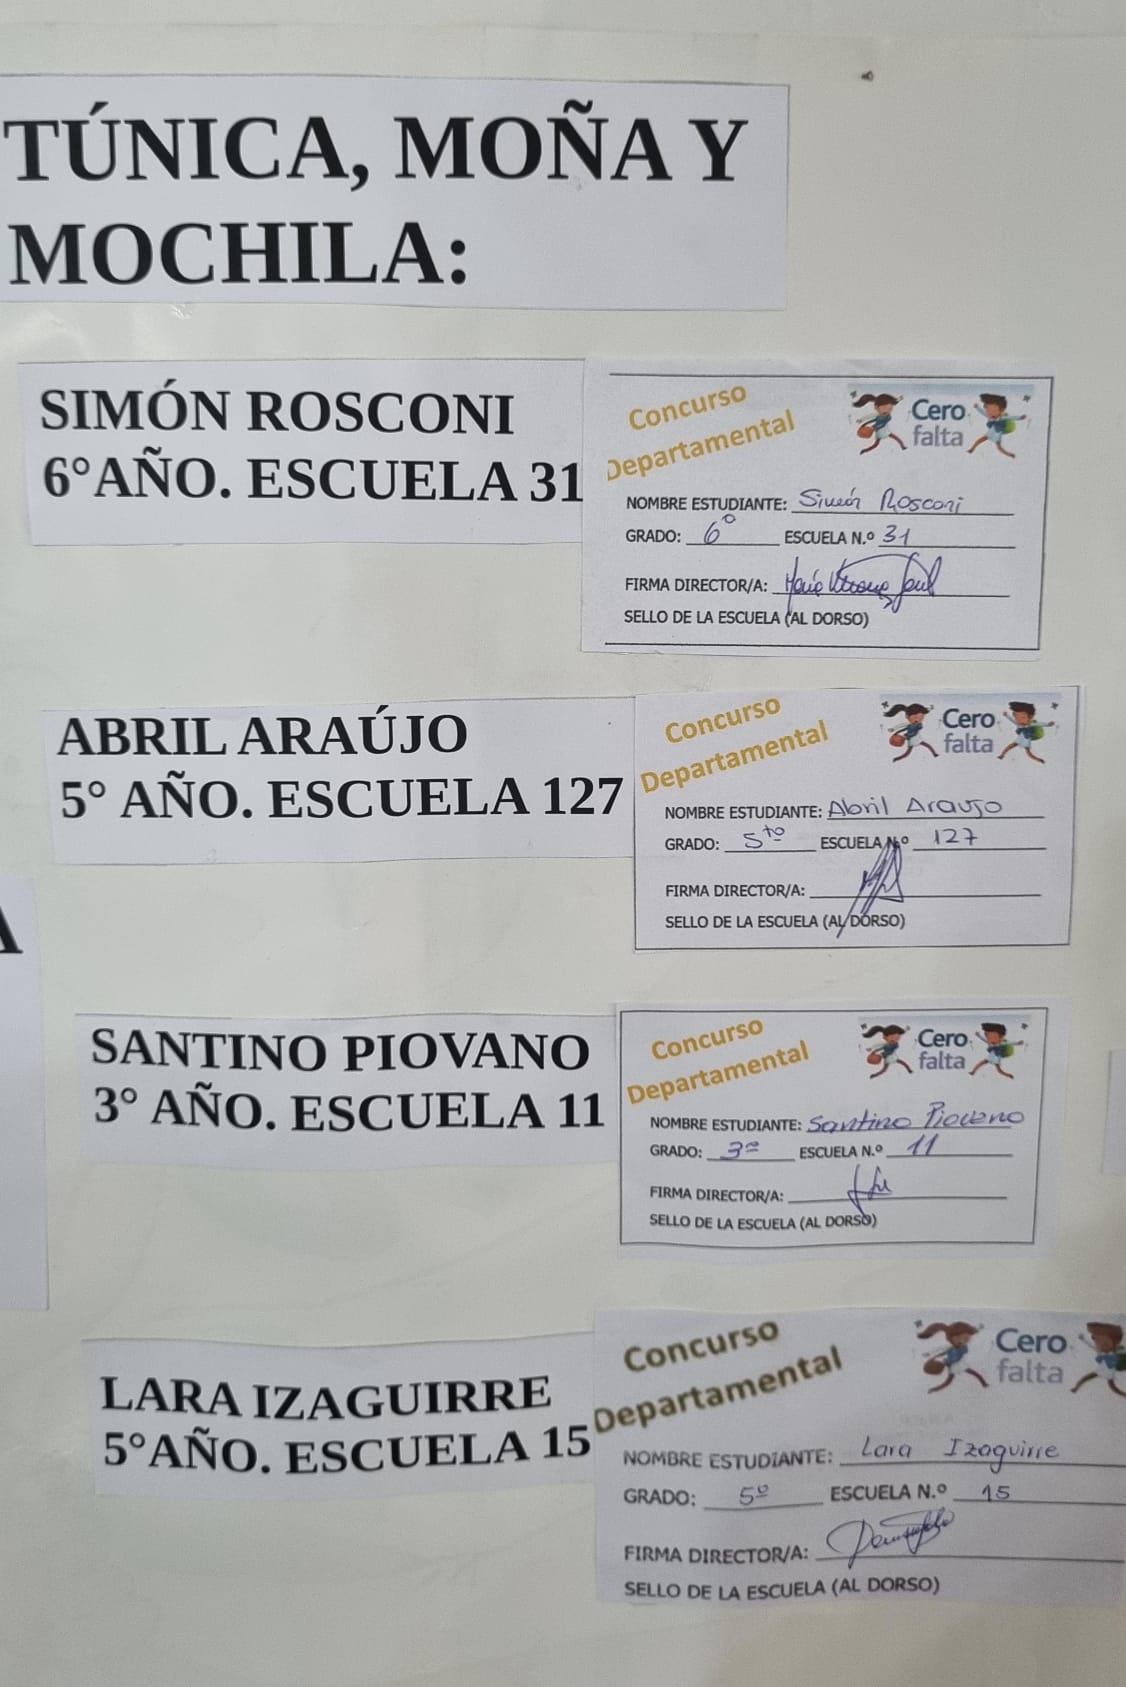 TÚNICA, MOÑA Y
MOCHILA:
SIMÓN ROSCONI
6°AÑO. ESCUELA 31
Concurso
Departamental
Cero
falta
NOMBRE ESTUDIANTE: Simón Rosconi
GRADO: 6° ESCUELA N.º 31
FIRMA DIRECTOR/A:
SELLO DE LA ESCUELA (AL DORSO)
ABRIL ARAÚJO
5° AÑO. ESCUELA 127
Concurso
Departamental
Cero
falta
NOMBRE ESTUDIANTE: Abril Araujo
GRADO: 5to ESCUELA N.º 127
FIRMA DIRECTOR/A:
SELLO DE LA ESCUELA (AL DORSO)
A
SANTINO PIOVANO
3° AÑO. ESCUELA 11
Concurso
Departamental
Cero
falta
NOMBRE ESTUDIANTE: Santino Piovano
GRADO: 3º ESCUELA N.º 11
FIRMA DIRECTOR/A:
SELLO DE LA ESCUELA (AL DORSO)
LARA IZAGUIRRE
5°AÑO. ESCUELA 15
Concurso
Departamental
Cero
falta
NOMBRE ESTUDIANTE: Lara Izaguirre
GRADO: 5º ESCUELA N.º 15
FIRMA DIRECTOR/A:
SELLO DE LA ESCUELA (AL DORSO)